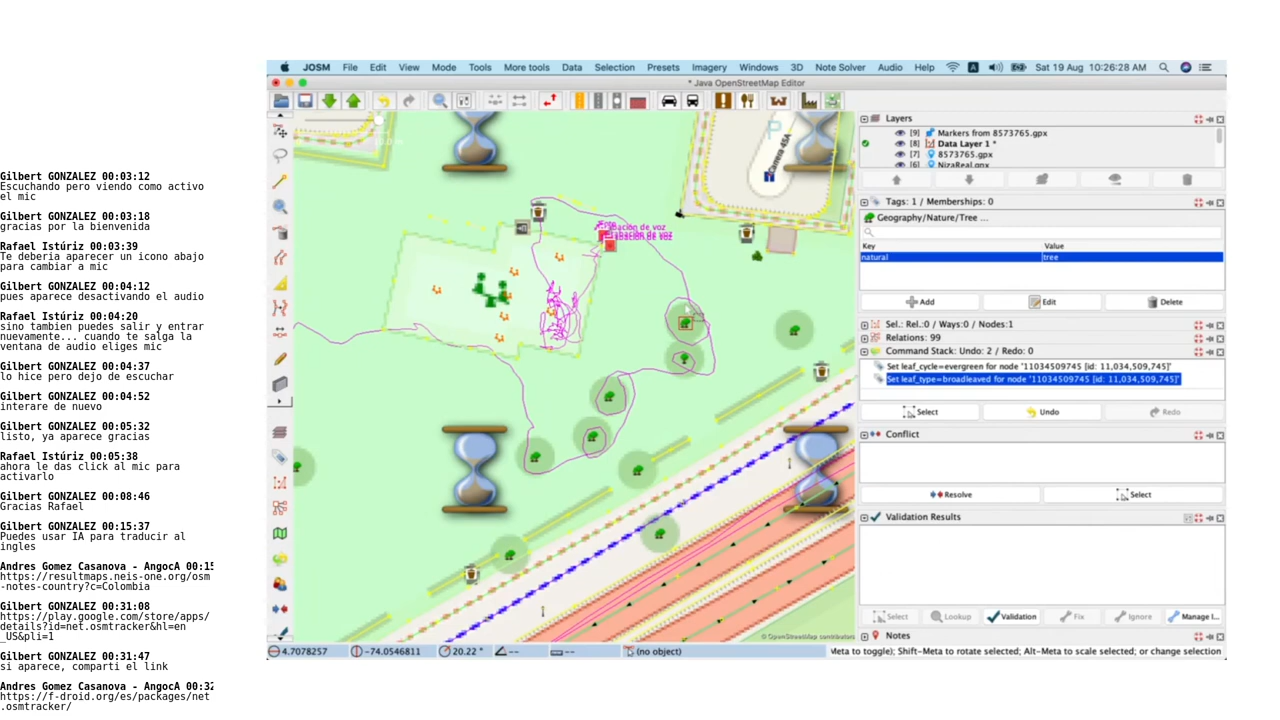 Gilbert GONZALEZ 00:03:12
Escuchando pero viendo como activo
el mic
Gilbert GONZALEZ 00:03:18
gracias por la bienvenida
Rafael Istúriz 00:03:39
Te deberia aparecer un icono abajo
para cambiar a mic
Gilbert GONZALEZ 00:04:12
pues aparece desactivando el audio
Rafael Istúriz 00:04:20
sino tambien puedes salir y entrar
nuevamente... cuando te salga la
ventana de audio eliges mic
Gilbert GONZALEZ 00:04:37
lo hice pero dejo de escuchar
Gilbert GONZALEZ 00:04:52
interare de nuevo
Gilbert GONZALEZ 00:05:32
listo, ya aparece gracias
Rafael Istúriz 00:05:38
ahora le das click al mic para
activarlo
Gilbert GONZALEZ 00:08:46
Gracias Rafael
Gilbert GONZALEZ 00:15:37
Puedes usar IA para traducir al
ingles
Andres Gomez Casanova - AngocA 00:15
https://resultmaps.neis-one.org/osm
-notes-country?c=Colombia
Gilbert GONZALEZ 00:31:08
https://play.google.com/store/apps/
details?id=net.osmtracker&hl=en
_US&pli=1
Gilbert GONZALEZ 00:31:47
si aparece, comparti el link
Andres Gomez Casanova - AngocA 00:32
https://f-droid.org/es/packages/net
.osmtracker/
JOSM File Edit View Mode Tools More tools Data Selection Presets Imagery Windows 3D Note Solver Audio Help Sat 19 Aug 10:26:28 AM
* Java OpenStreetMap Editor
Carrera 45A
P
© OpenStreetMap contributors
Layers
[9] Markers from 8573765.gpx
[8] Data Layer 1 *
[7] 8573765.gpx
[6] NizaReal.gpx
Tags: 1 / Memberships: 0
Geography/Nature/Tree ...
Key Value
natural tree
Add Edit Delete
Sel.: Rel.:0 / Ways:0 / Nodes:1
Relations: 99
Command Stack: Undo: 2 / Redo: 0
Set leaf_cycle=evergreen for node '11034509745 [id: 11,034,509,745]'
Set leaf_type=broadleaved for node '11034509745 [id: 11,034,509,745]'
Select Undo Redo
Conflict
Resolve Select
Validation Results
Select Lookup Validation Fix Ignore Manage I...
Notes
4.7078257 -74.0546811 20.22 ° -- -- (no object) Meta to toggle); Shift-Meta to rotate selected; Alt-Meta to scale selected; or change selection